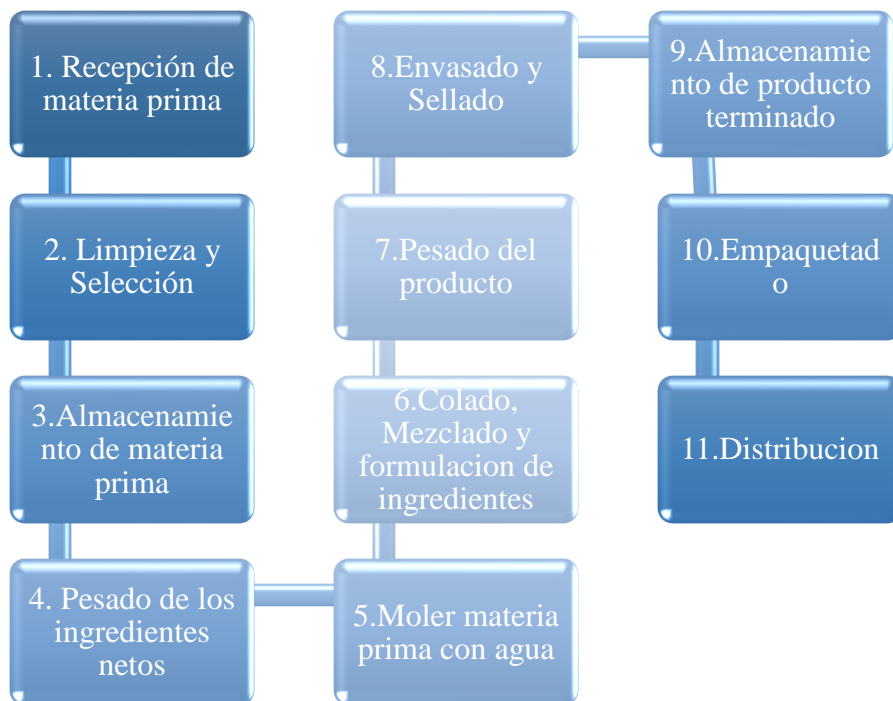 1. Recepción de
materia prima
2. Limpieza y
Selección
3.Almacenamie
nto de materia
prima
4. Pesado de los
ingredientes
netos
5.Moler materia
prima con agua
6.Colado,
Mezclado y
formulacion de
ingredientes
7.Pesado del
producto
8.Envasado y
Sellado
9.Almacenamie
nto de producto
terminado
10.Empaquetad
o
11.Distribucion